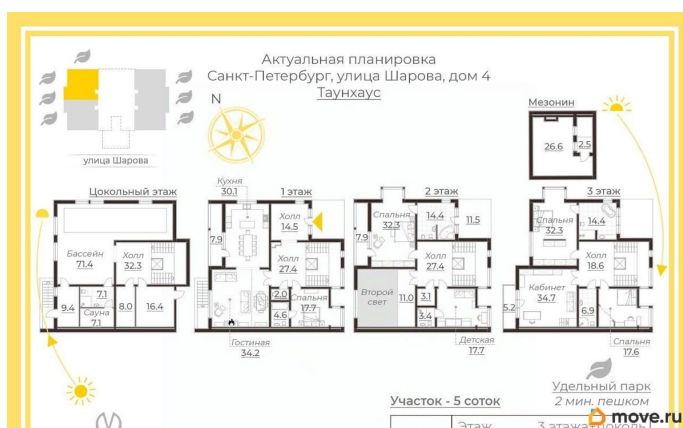 Актуальная планировка
Санкт-Петербург, улица Шарова, дом 4
Таунхаус
N
улица Шарова
Мезонин
26.6
2.5
Цокольный этаж
Бассейн
71.4
Холл
32.3
9.4
7.1
Сауна
7.1
8.0
16.4
1 этаж
Кухня
30.1
Холл
14.5
7.9
Холл
27.4
2.0
4.6
Спальня
17.7
Гостиная
34.2
2 этаж
Спальня
32.3
14.4
11.5
7.9
Холл
27.4
Второй
свет
11.0
3.1
3.4
Детская
17.7
3 этаж
Спальня
32.3
14.4
Холл
18.6
Кабинет
34.7
5.2
6.9
Спальня
17.6
Удельный парк
2 мин. пешком
Участок - 5 соток
Этаж
3 этажа+цоколь
move.ru